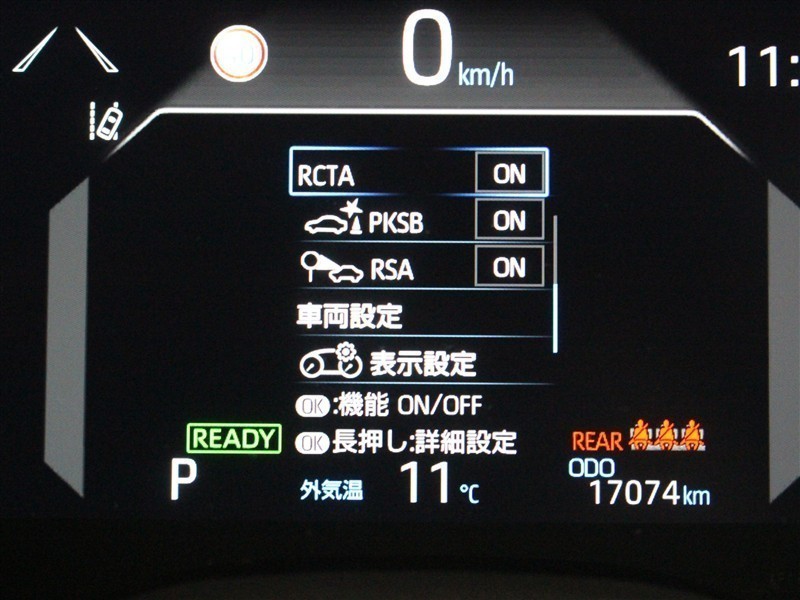 0 km/h
11:
RCTA ON
PKSB ON
RSA ON
車両設定
表示設定
OK:機能 ON/OFF
OK長押し:詳細設定
READY
REAR
P
外気温 11℃
ODO
17074km